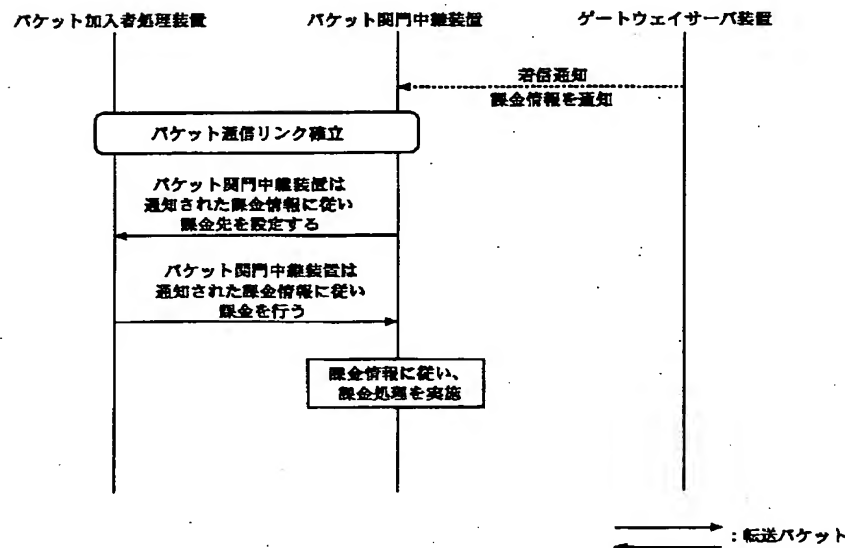 パケット加入者処理装置
パケット関門中継装置
ゲートウェイサーバ装置
着信通知
課金情報を通知
パケット通信リンク確立
パケット関門中継装置は
通知された課金情報に従い
課金先を設定する
パケット関門中継装置は
通知された課金情報に従い
課金を行う
課金情報に従い、
課金処理を実施
：転送パケット